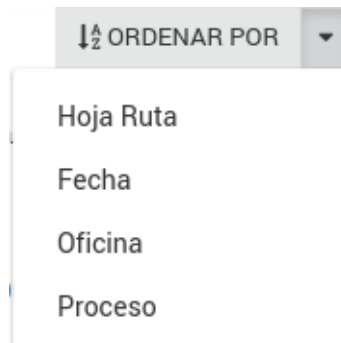 ORDENAR POR
Hoja Ruta
Fecha
Oficina
Proceso